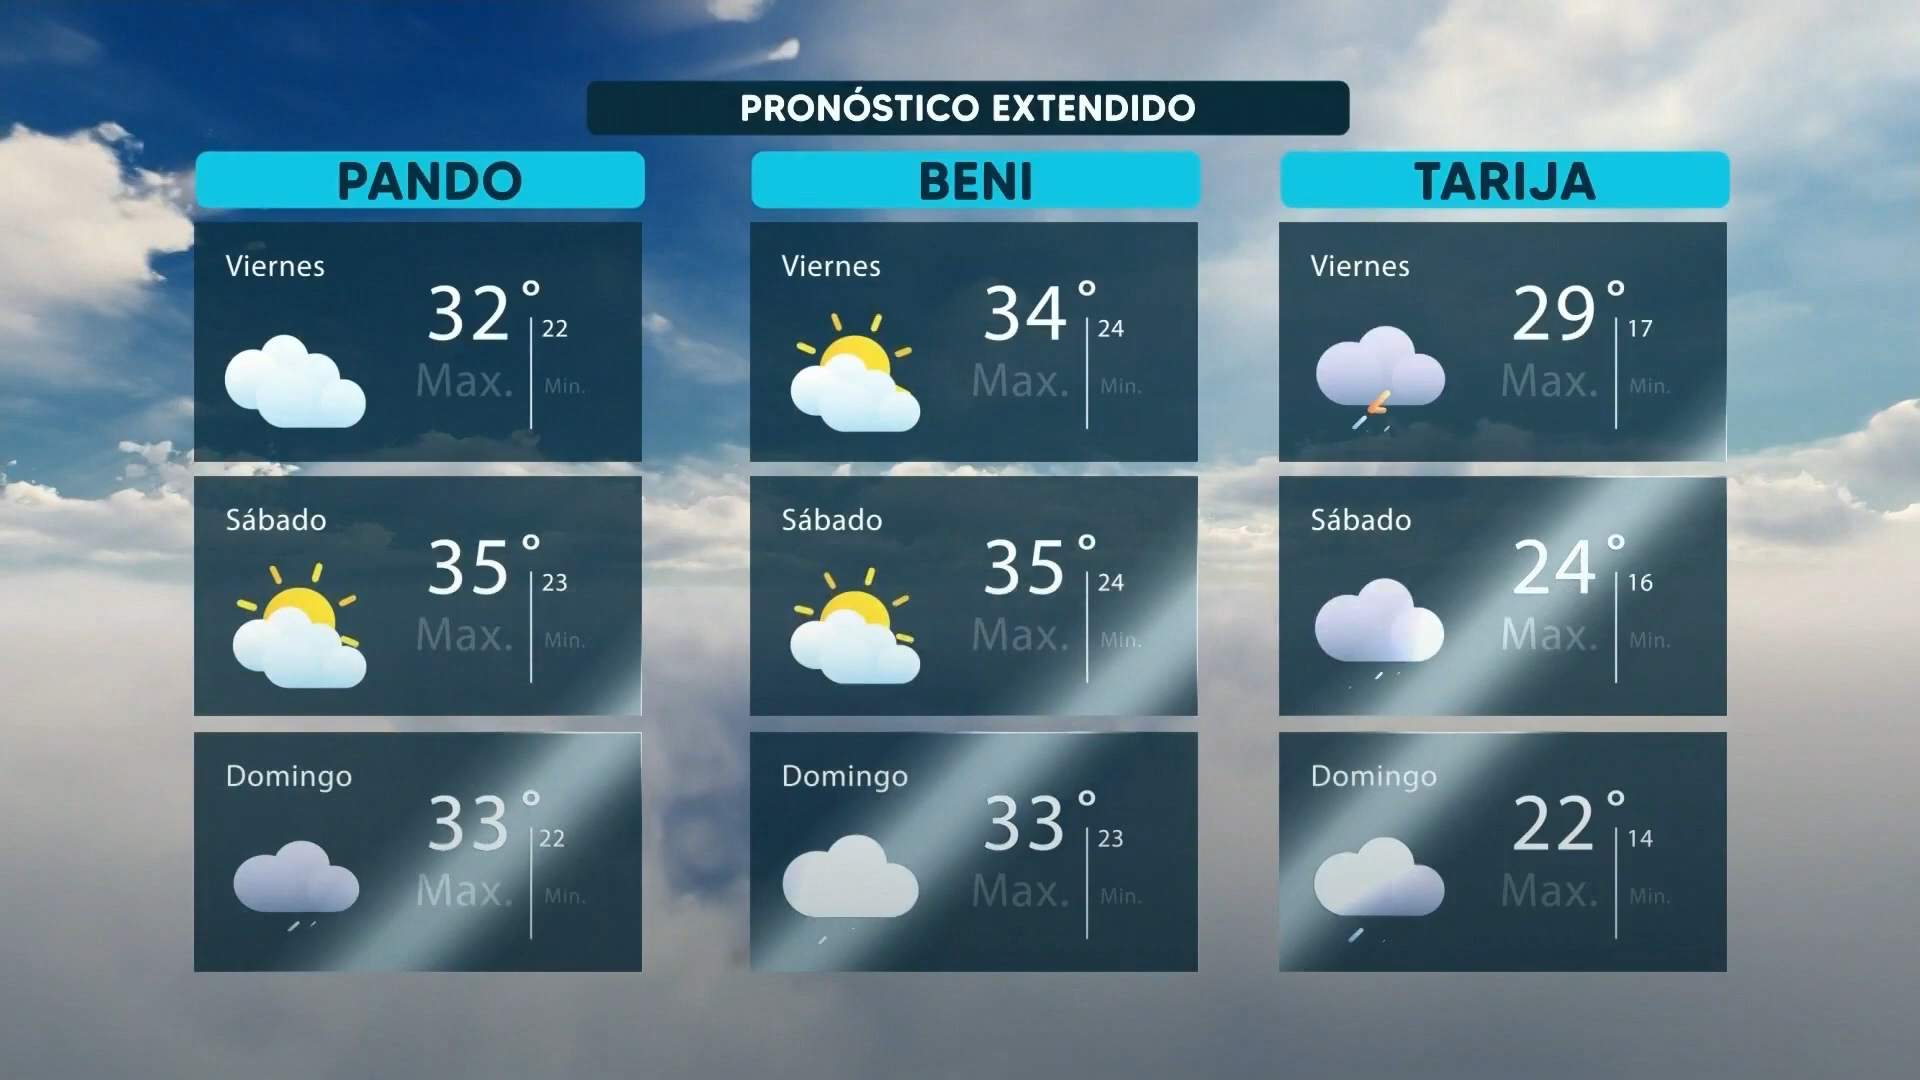 PRONÓSTICO EXTENDIDO
PANDO
Viernes
32°
22
Max.
Min.
Sábado
35°
23
Max.
Min.
Domingo
33°
22
Max.
Min.
BENI
Viernes
34°
24
Max.
Min.
Sábado
35°
24
Max.
Min.
Domingo
33°
23
Max.
Min.
TARIJA
Viernes
29°
17
Max.
Min.
Sábado
24°
16
Max.
Min.
Domingo
22°
14
Max.
Min.